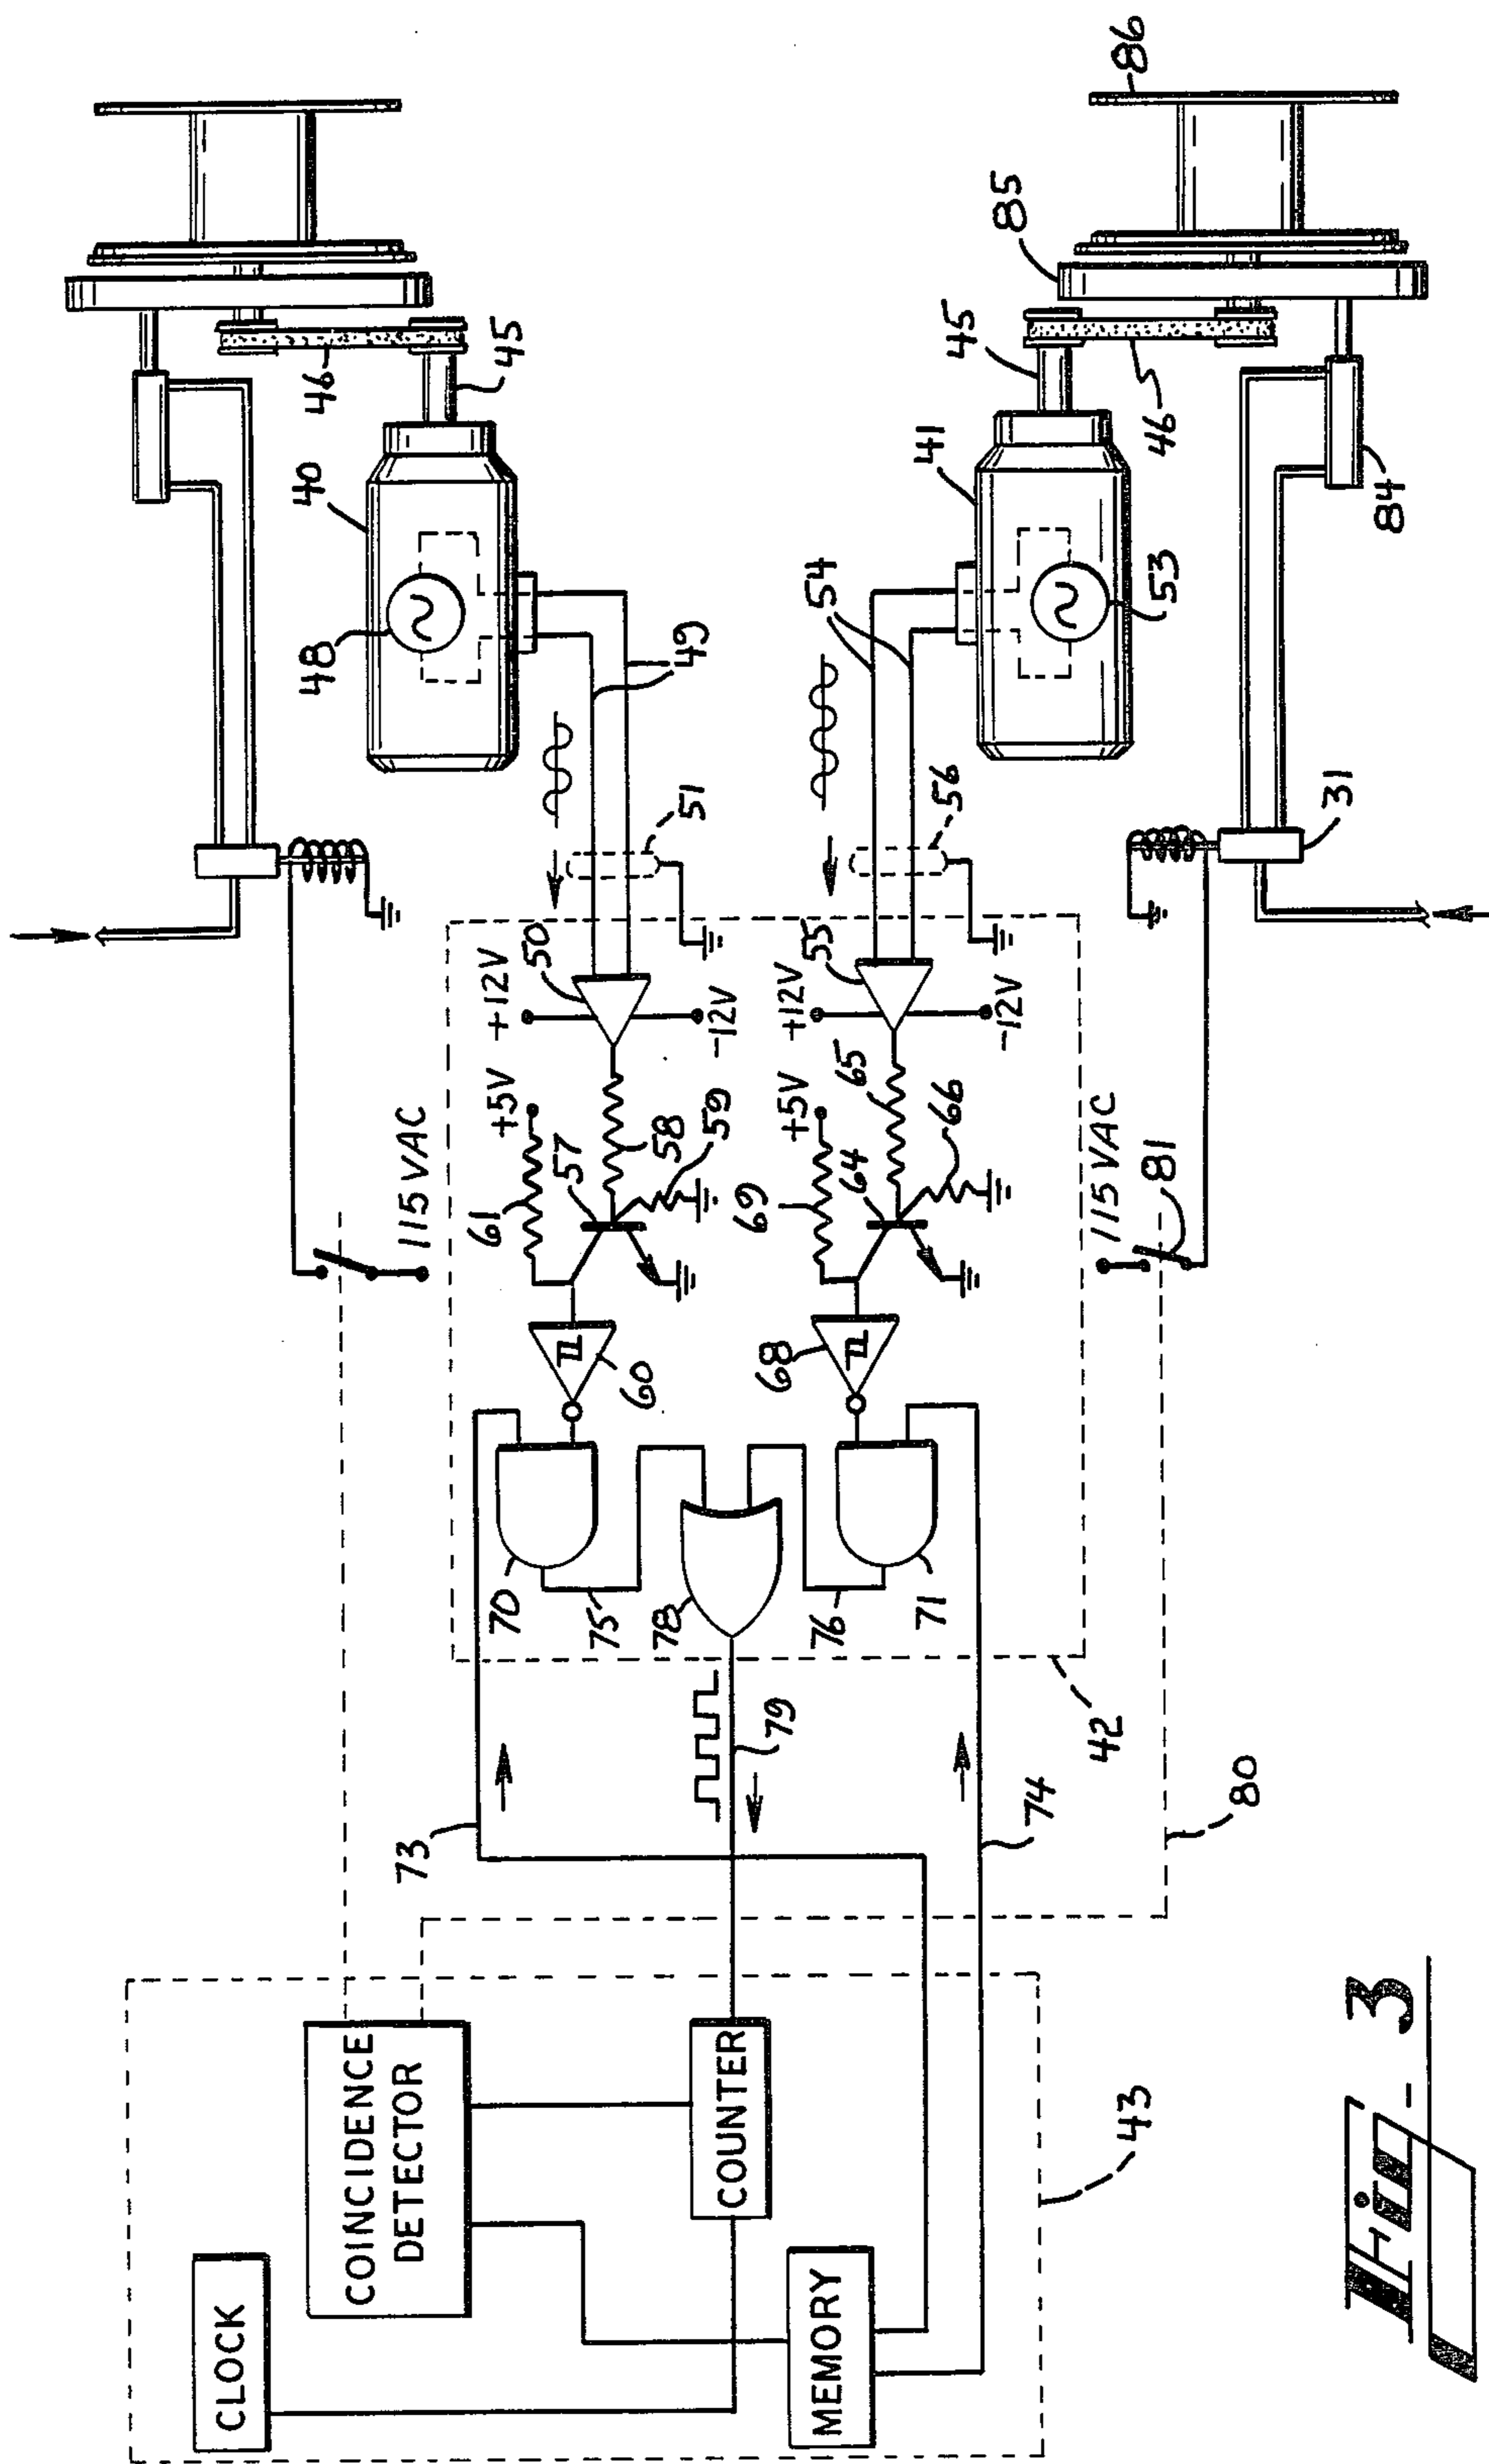 CLOCK
COINCIDENCE
DETECTOR
COUNTER
MEMORY
43
73
79
74
80
42
70
75
78
76
71
60
68
61
57
58
59
69
64
65
66
+5V
+5V
115VAC
115VAC
81
50
+12V
-12V
55
+12V
-12V
51
56
49
54
48
40
53
41
45
46
45
46
31
84
85
86
Fig-3